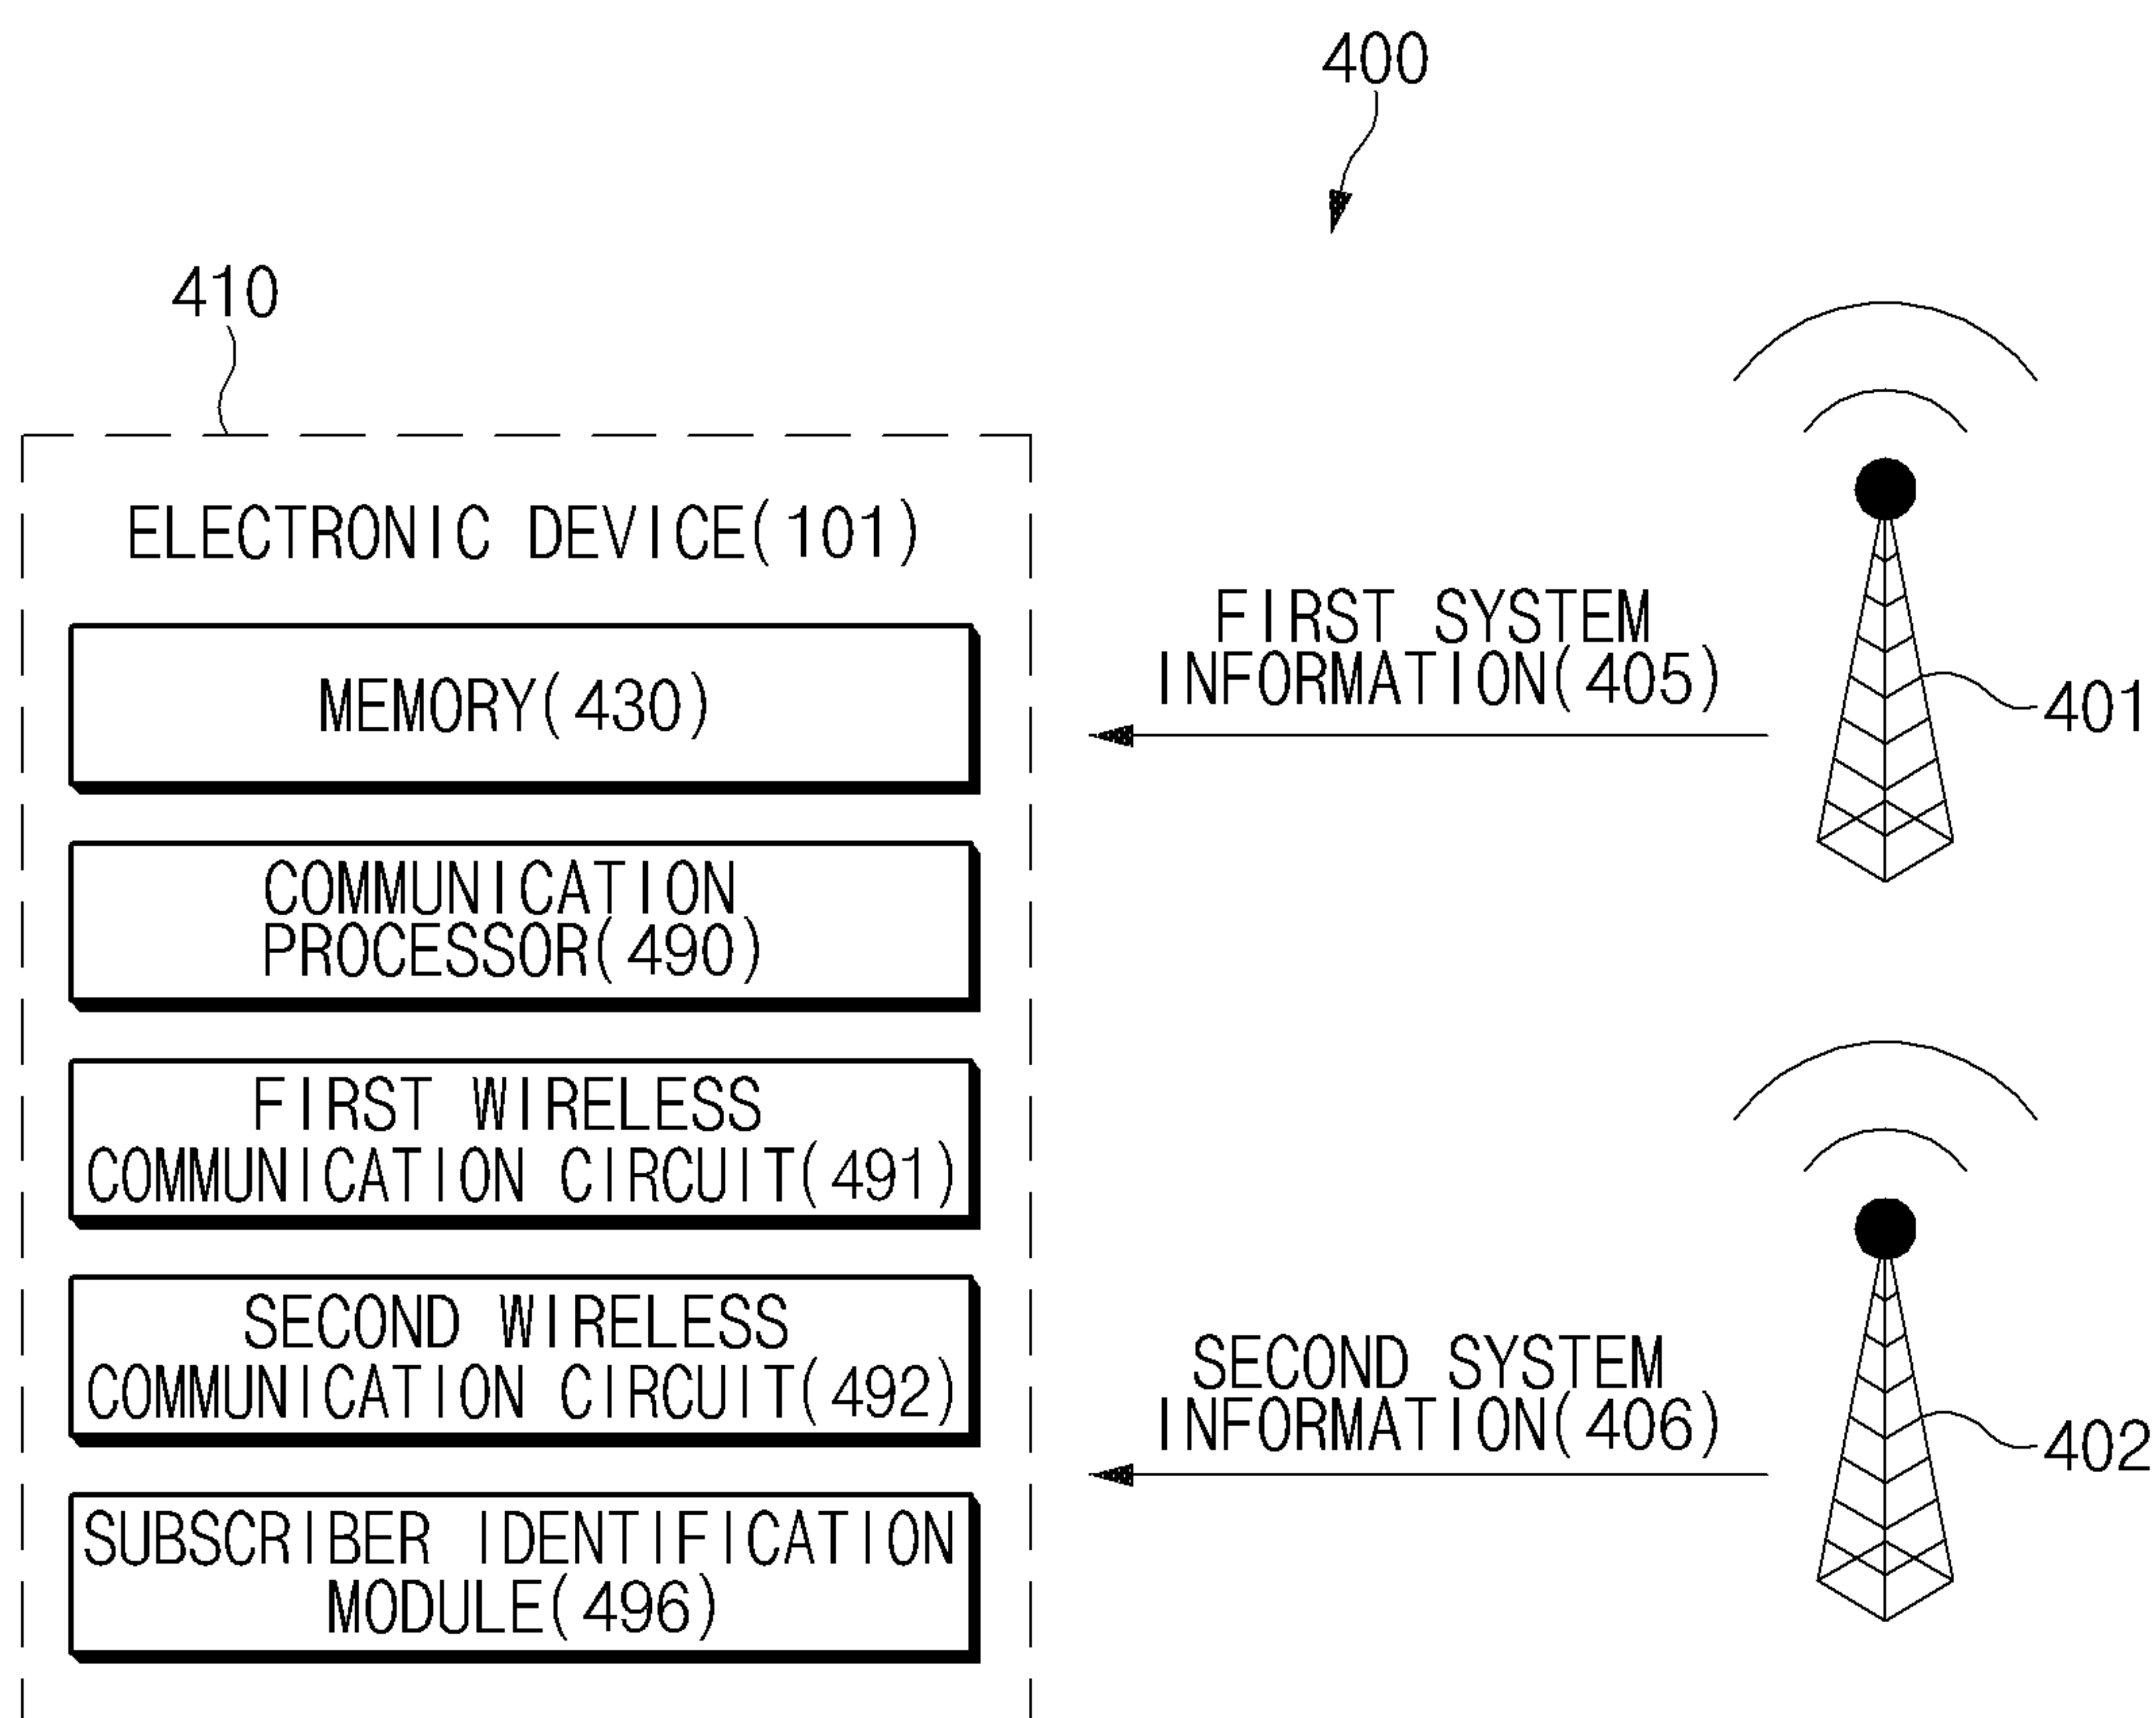 400
410
ELECTRONIC DEVICE(101)
MEMORY(430)
COMMUNICATION
PROCESSOR(490)
FIRST WIRELESS
COMMUNICATION CIRCUIT(491)
SECOND WIRELESS
COMMUNICATION CIRCUIT(492)
SUBSCRIBER IDENTIFICATION
MODULE(496)
FIRST SYSTEM
INFORMATION(405)
401
SECOND SYSTEM
INFORMATION(406)
402